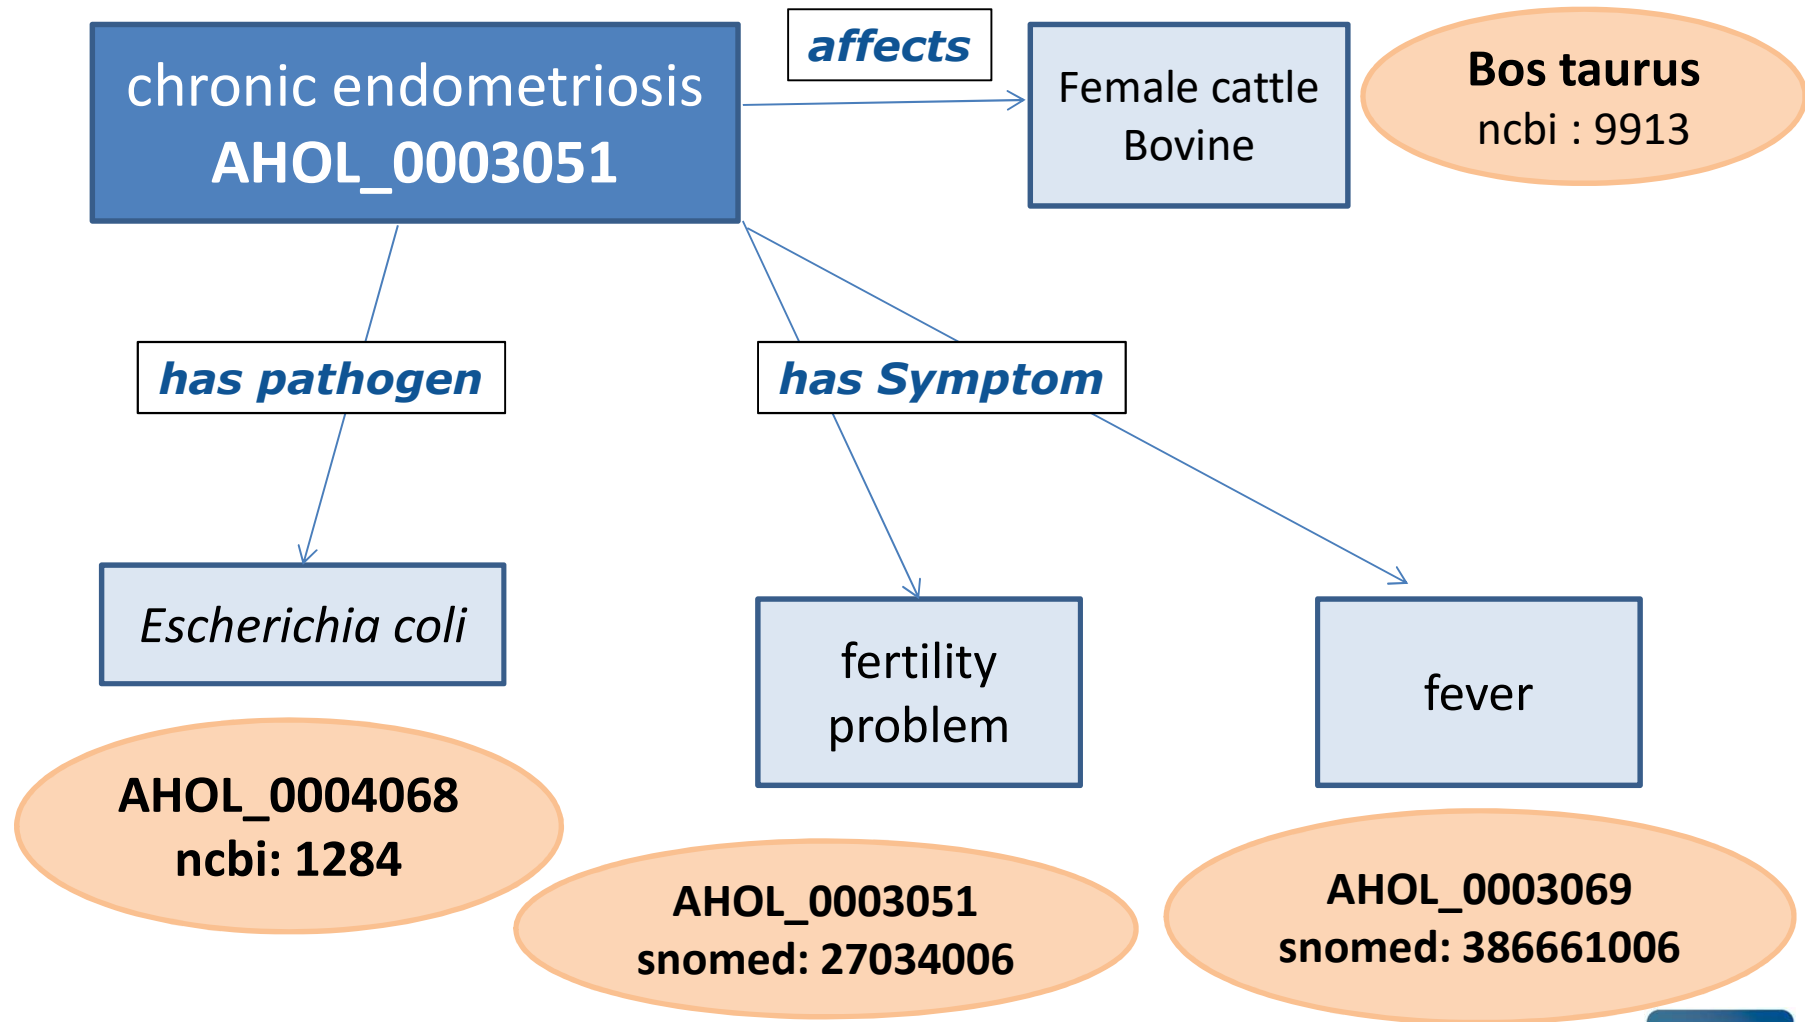 chronic endometriosis
AHOL_0003051
affects
Female cattle
Bovine
Bos taurus
ncbi : 9913
has pathogen
has Symptom
Escherichia coli
fertility
problem
fever
AHOL_0004068
ncbi: 1284
AHOL_0003051
snomed: 27034006
AHOL_0003069
snomed: 386661006